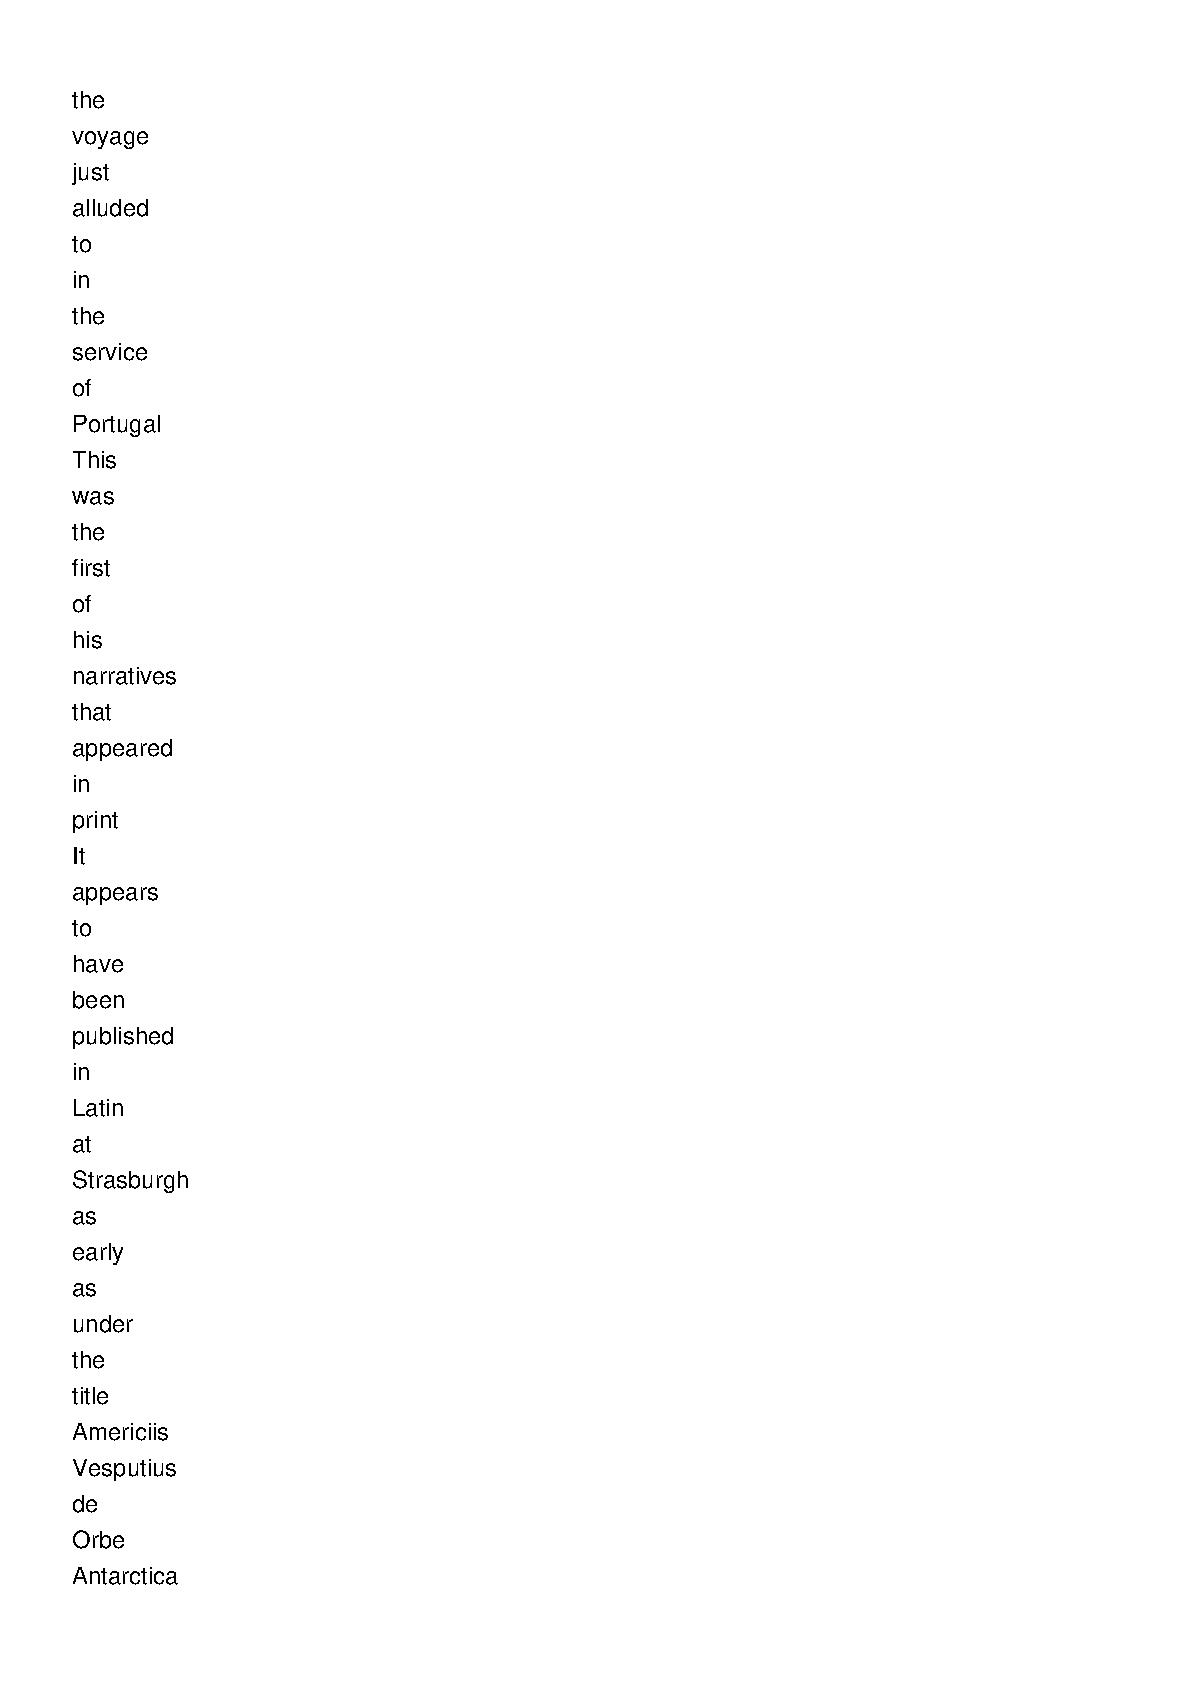 the
voyage
just
alluded
to
in
the
service
of
Portugal
This
was
the
first
of
his
narratives
that
appeared
in
print
It
appears
to
have
been
published
in
Latin
at
Strasburgh
as
early
as
under
the
title
Americiis
Vesputius
de
Orbe
Antarctica